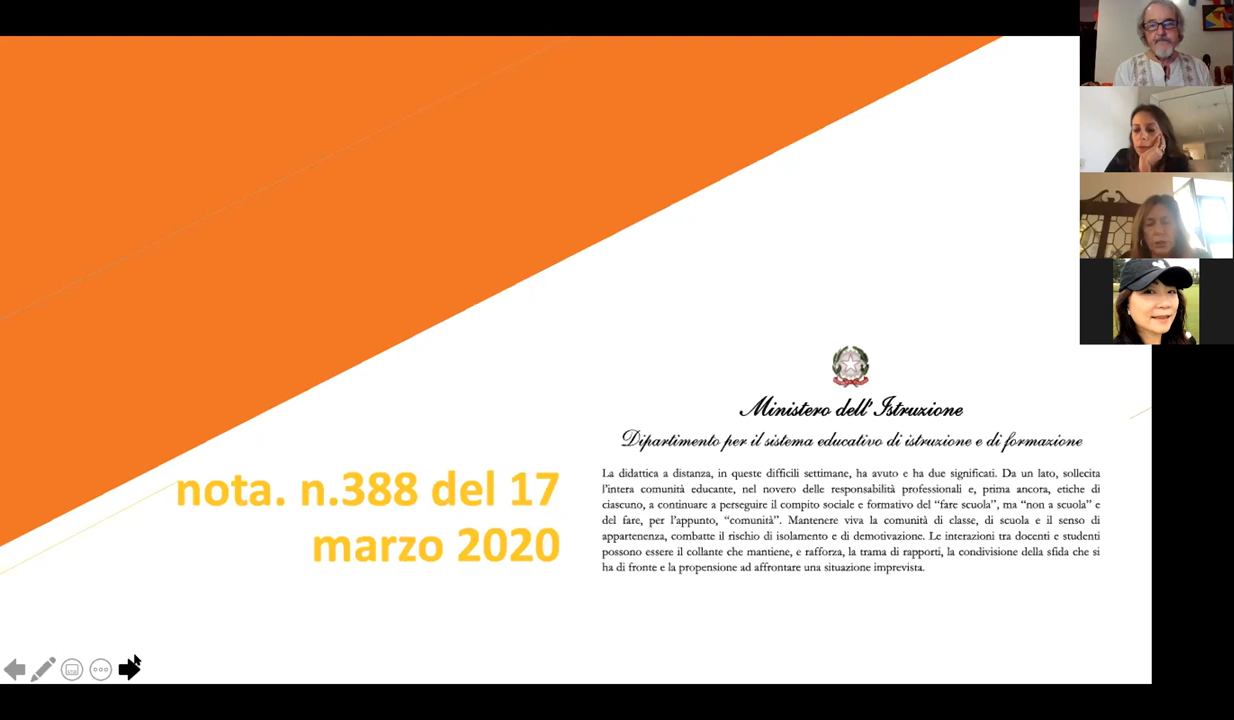 nota. n.388 del 17
marzo 2020
Ministero dell'Istruzione
Dipartimento per il sistema educativo di istruzione e di formazione
La didattica a distanza, in queste difficili settimane, ha avuto e ha due significati. Da un lato, sollecita
l'intera comunità educante, nel novero delle responsabilità professionali e, prima ancora, etiche di
ciascuno, a continuare a perseguire il compito sociale e formativo del “fare scuola”, ma “non a scuola” e
del fare, per l'appunto, “comunità”. Mantenere viva la comunità di classe, di scuola e il senso di
appartenenza, combatte il rischio di isolamento e di demotivazione. Le interazioni tra docenti e studenti
possono essere il collante che mantiene, e rafforza, la trama di rapporti, la condivisione della sfida che si
ha di fronte e la propensione ad affrontare una situazione imprevista.